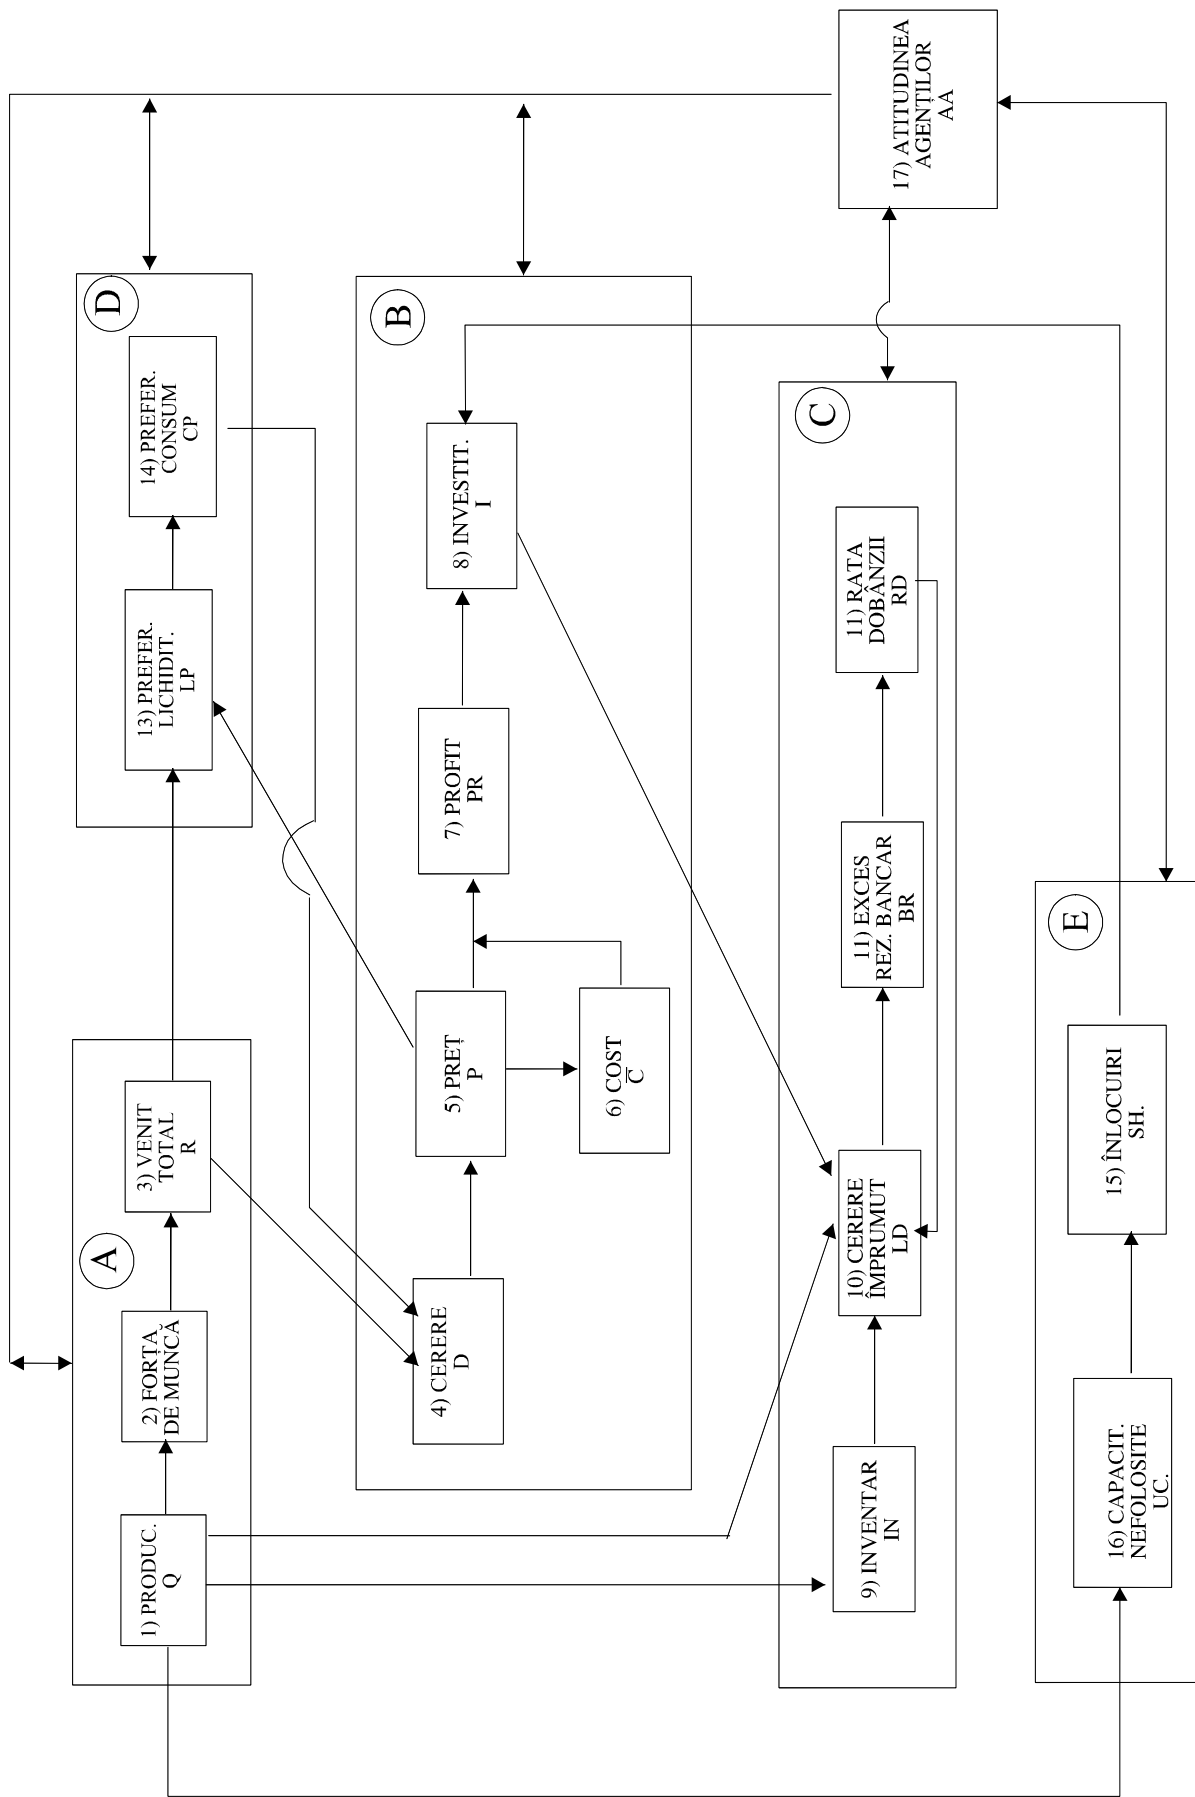 A
1) PRODUC.
Q
2) FORȚA
DE MUNCĂ
3) VENIT
TOTAL
R
D
13) PREFER.
LICHIDIT.
LP
14) PREFER.
CONSUM
CP
B
4) CERERE
D
5) PREȚ
P
6) COST
C̅
7) PROFIT
PR
8) INVESTIT.
I
C
9) INVENTAR
IN
10) CERERE
ÎMPRUMUT
LD
11) EXCES
REZ. BANCAR
BR
11) RATA
DOBÂNZII
RD
E
16) CAPACIT.
NEFOLOSITE
UC.
15) ÎNLOCUIRI
SH.
17) ATITUDINEA
AGENȚILOR
AA